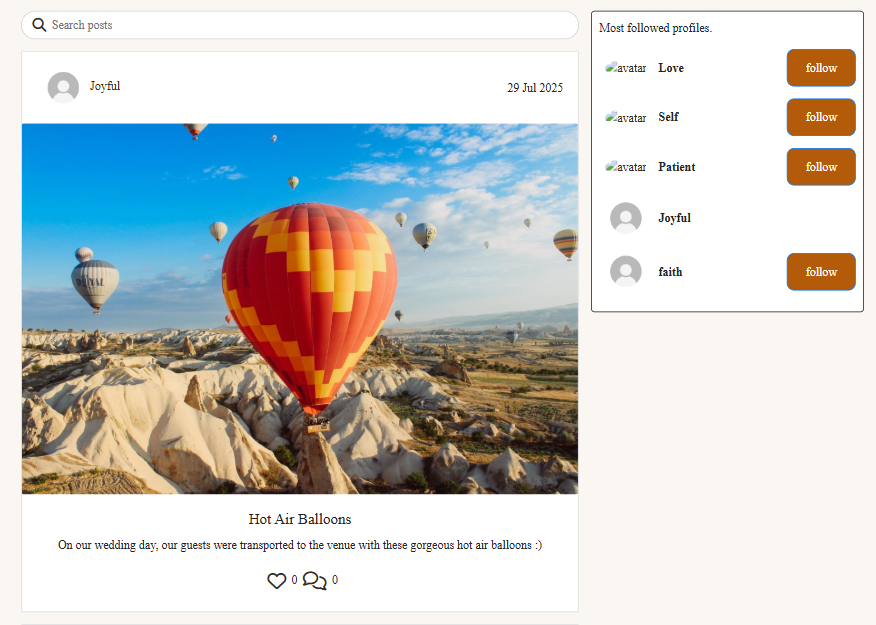 Search posts
Joyful
29 Jul 2025
Hot Air Balloons
On our wedding day, our guests were transported to the venue with these gorgeous hot air balloons :)
0 0
Most followed profiles.
avatar Love follow
avatar Self follow
avatar Patient follow
Joyful
faith follow